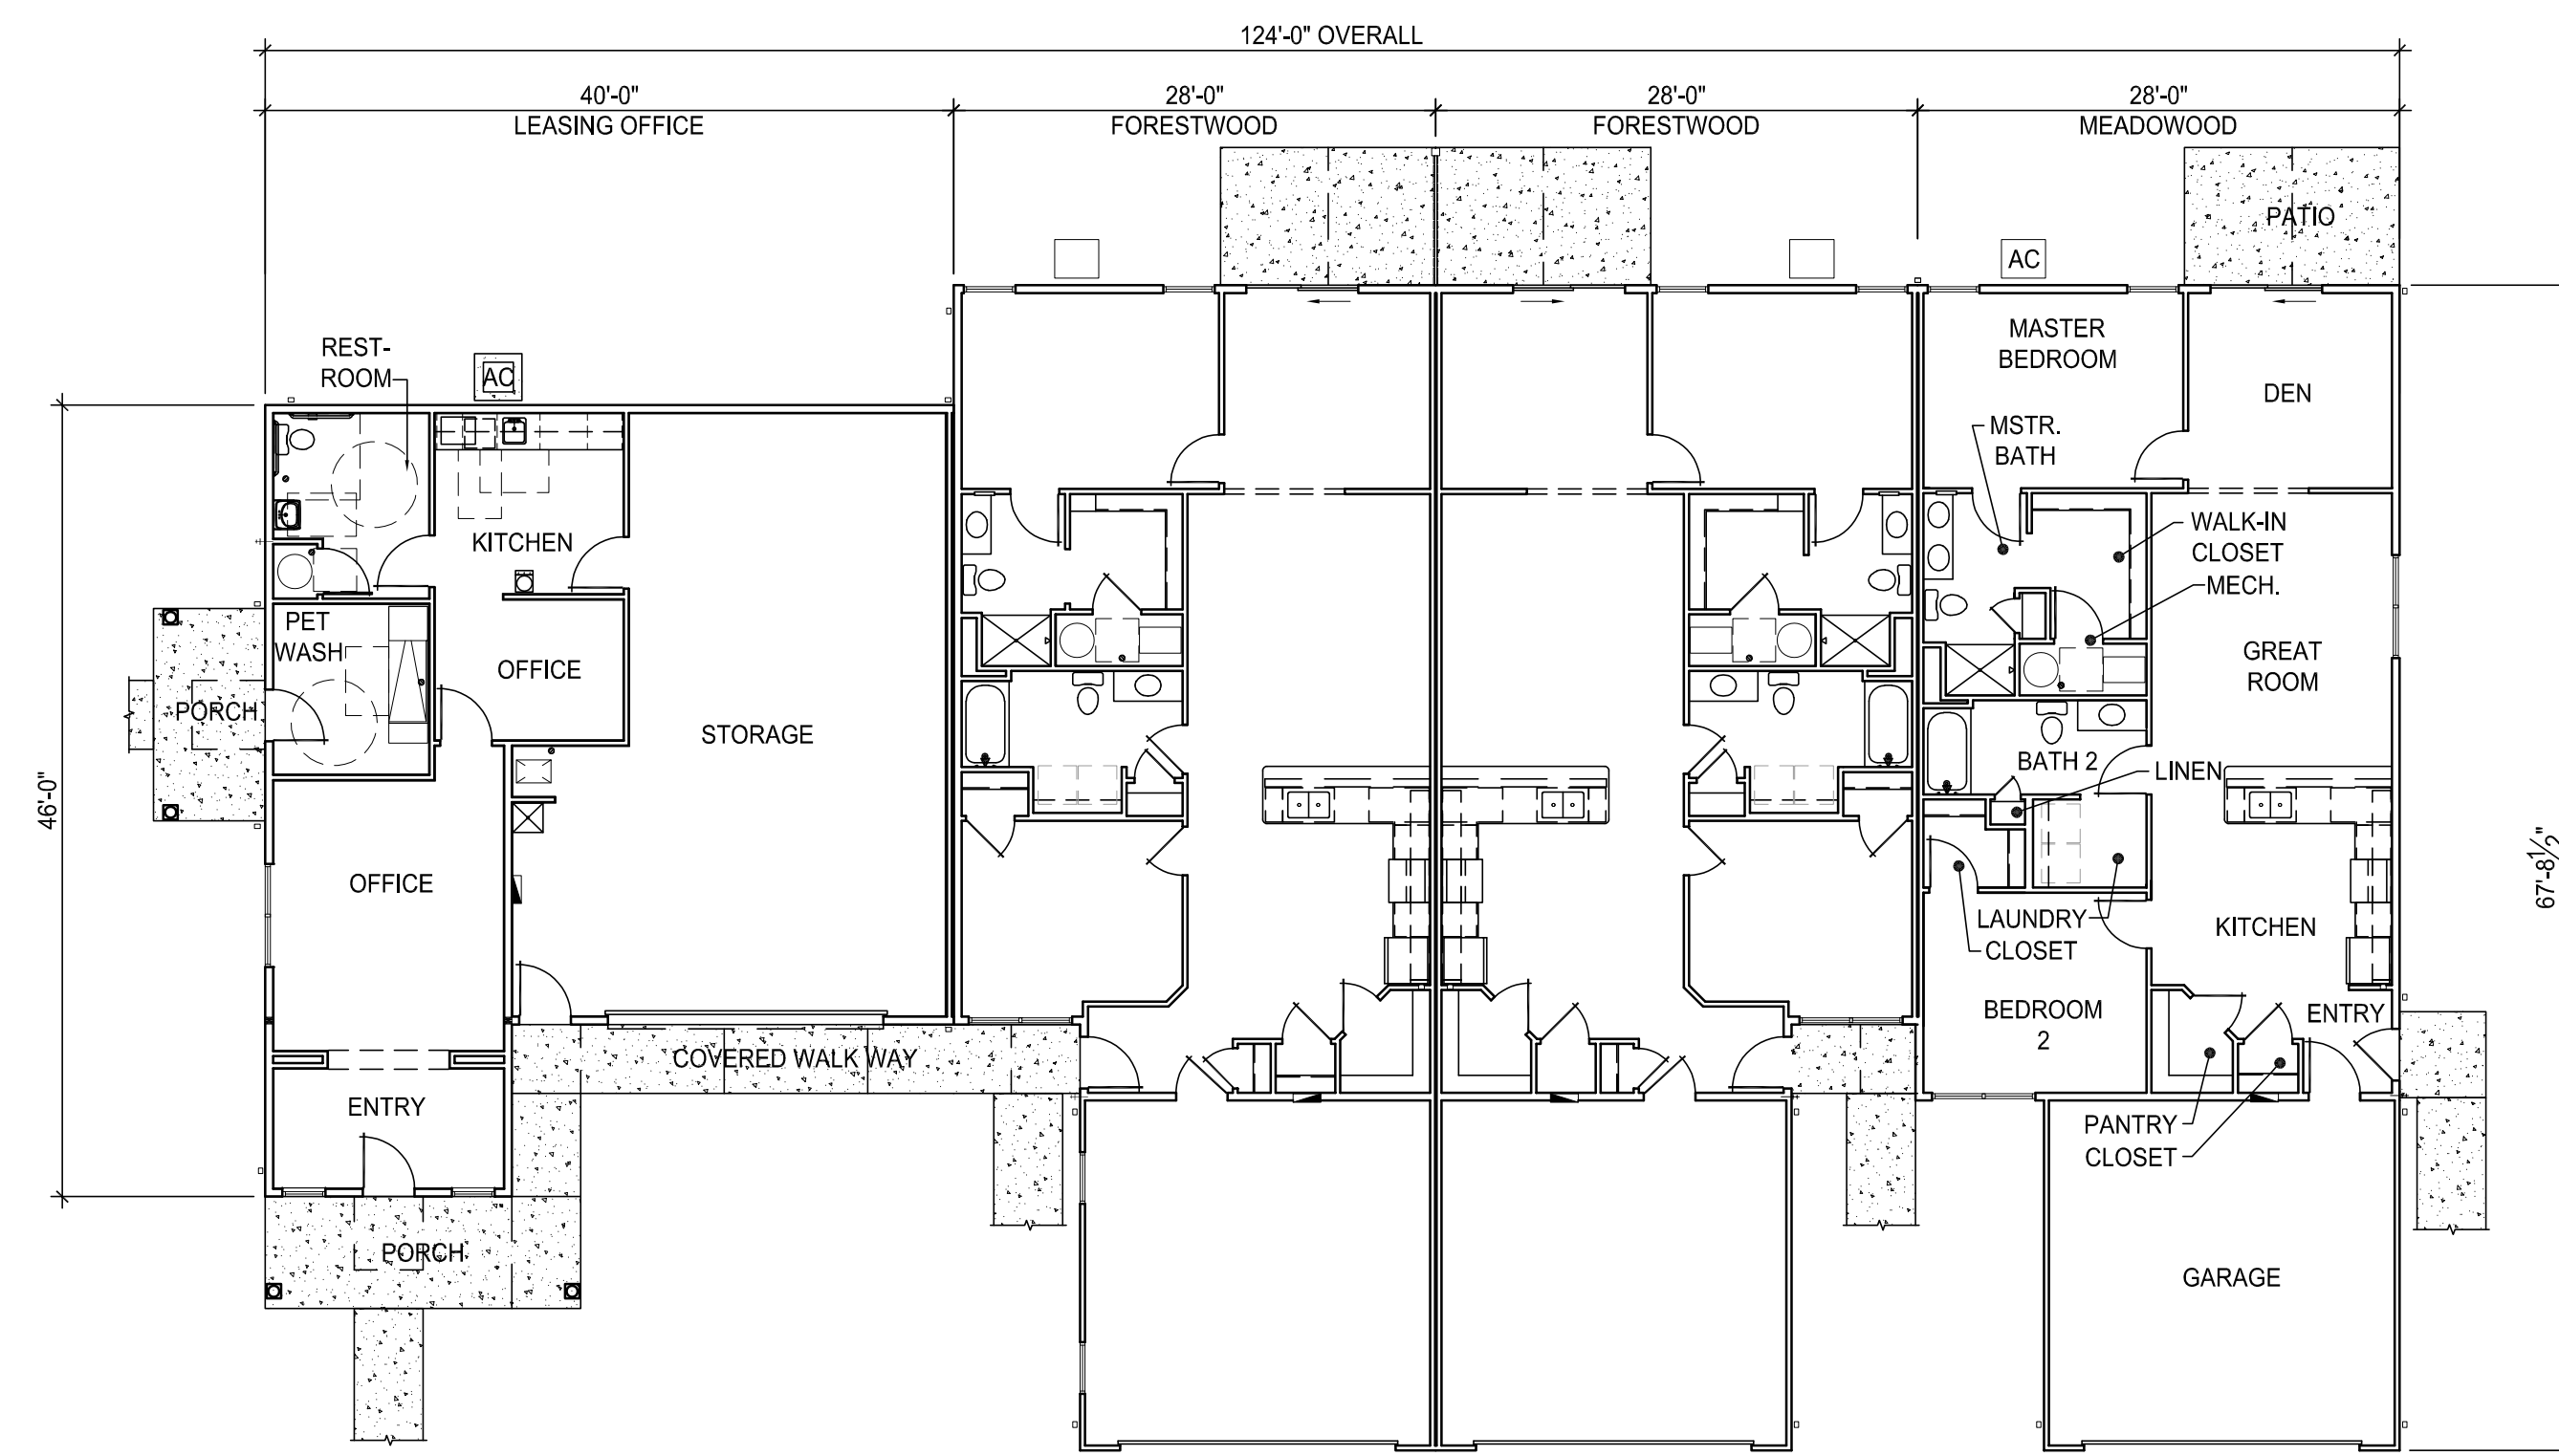 124'-0" OVERALL
40'-0"
28'-0"
28'-0"
28'-0"
LEASING OFFICE
FORESTWOOD
FORESTWOOD
MEADOWOOD
PATIO
AC
MASTER
BEDROOM
REST-
ROOM
AC
DEN
MSTR.
BATH
WALK-IN
CLOSET
KITCHEN
MECH.
PET
WASH
OFFICE
GREAT
ROOM
PORCH
STORAGE
BATH 2
LINEN
46'-0"
67'-8 1/2"
OFFICE
LAUNDRY
CLOSET
KITCHEN
BEDROOM
2
ENTRY
COVERED WALK WAY
ENTRY
PANTRY
CLOSET
PORCH
GARAGE